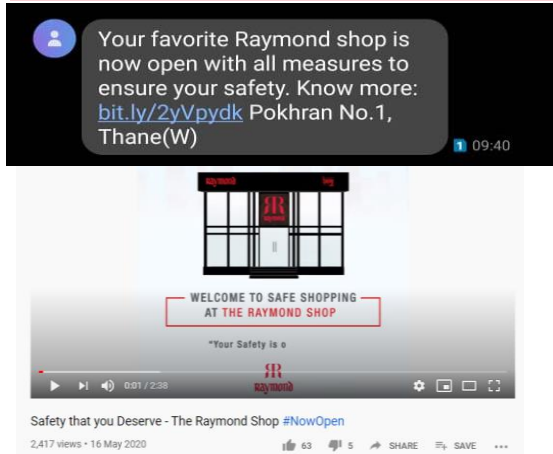 Your favorite Raymond shop is
now open with all measures to
ensure your safety. Know more:
bit.ly/2yVpydk Pokhran No.1,
Thane(W)
1 09:40
Raymond
Raymond
WELCOME TO SAFE SHOPPING
AT THE RAYMOND SHOP
"Your Safety is o
Raymond
0:01 / 2:38
Safety that you Deserve - The Raymond Shop #NowOpen
2,417 views • 16 May 2020 63 5 SHARE SAVE